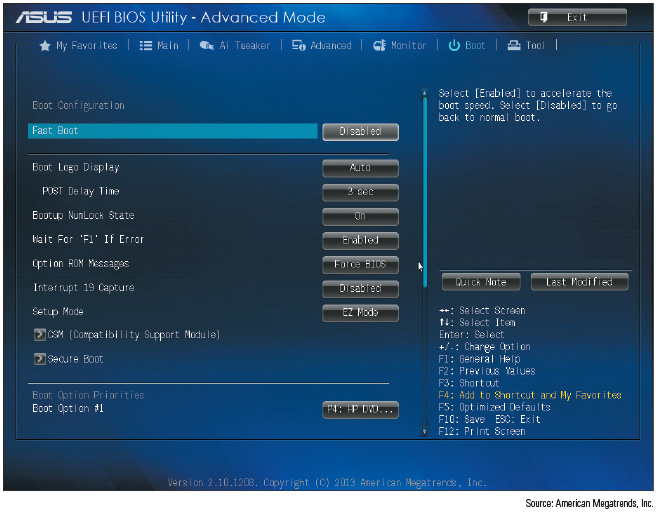 ASUS UEFI BIOS Utility - Advanced Mode
Exit
My Favorites
Main
Ai Tweaker
Advanced
Monitor
Boot
Tool
Boot Configuration
Fast Boot
Disabled
Boot Logo Display
Auto
POST Delay Time
3 sec
Bootup NumLock State
On
Wait For 'F1' If Error
Enabled
Option ROM Messages
Force BIOS
Interrupt 19 Capture
Disabled
Setup Mode
EZ Mode
CSM (Compatibility Support Module)
Secure Boot
Boot Option Priorities
Boot Option #1
P4: HP DVD...
Select [Enabled] to accelerate the
boot speed. Select [Disabled] to go
back to normal boot.
Quick Note
Last Modified
→←: Select Screen
↑↓: Select Item
Enter: Select
+/-: Change Option
F1: General Help
F2: Previous Values
F3: Shortcut
F4: Add to Shortcut and My Favorites
F5: Optimized Defaults
F10: Save ESC: Exit
F12: Print Screen
Version 2.10.1208. Copyright (C) 2013 American Megatrends, Inc.
Source: American Megatrends, Inc.